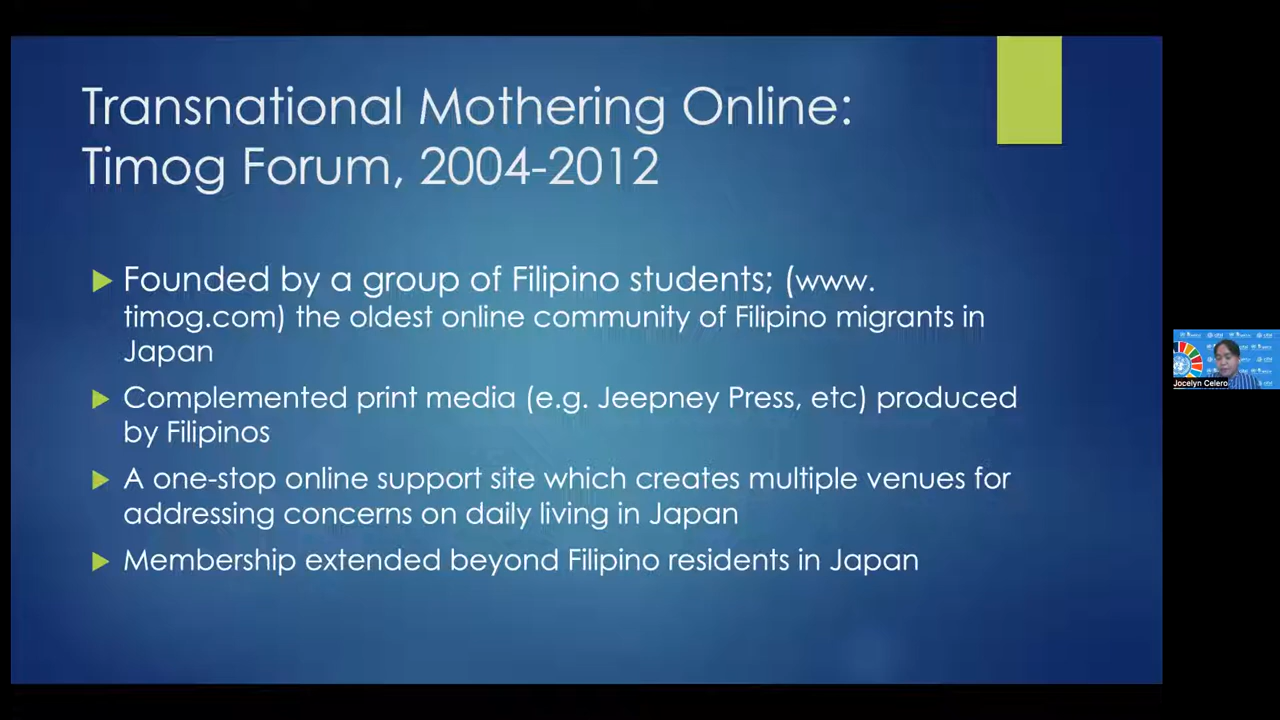 Transnational Mothering Online:
Timog Forum, 2004-2012
Founded by a group of Filipino students; (www.
timog.com) the oldest online community of Filipino migrants in
Japan
Complemented print media (e.g. Jeepney Press, etc) produced
by Filipinos
A one-stop online support site which creates multiple venues for
addressing concerns on daily living in Japan
Membership extended beyond Filipino residents in Japan
Jocelyn Celero